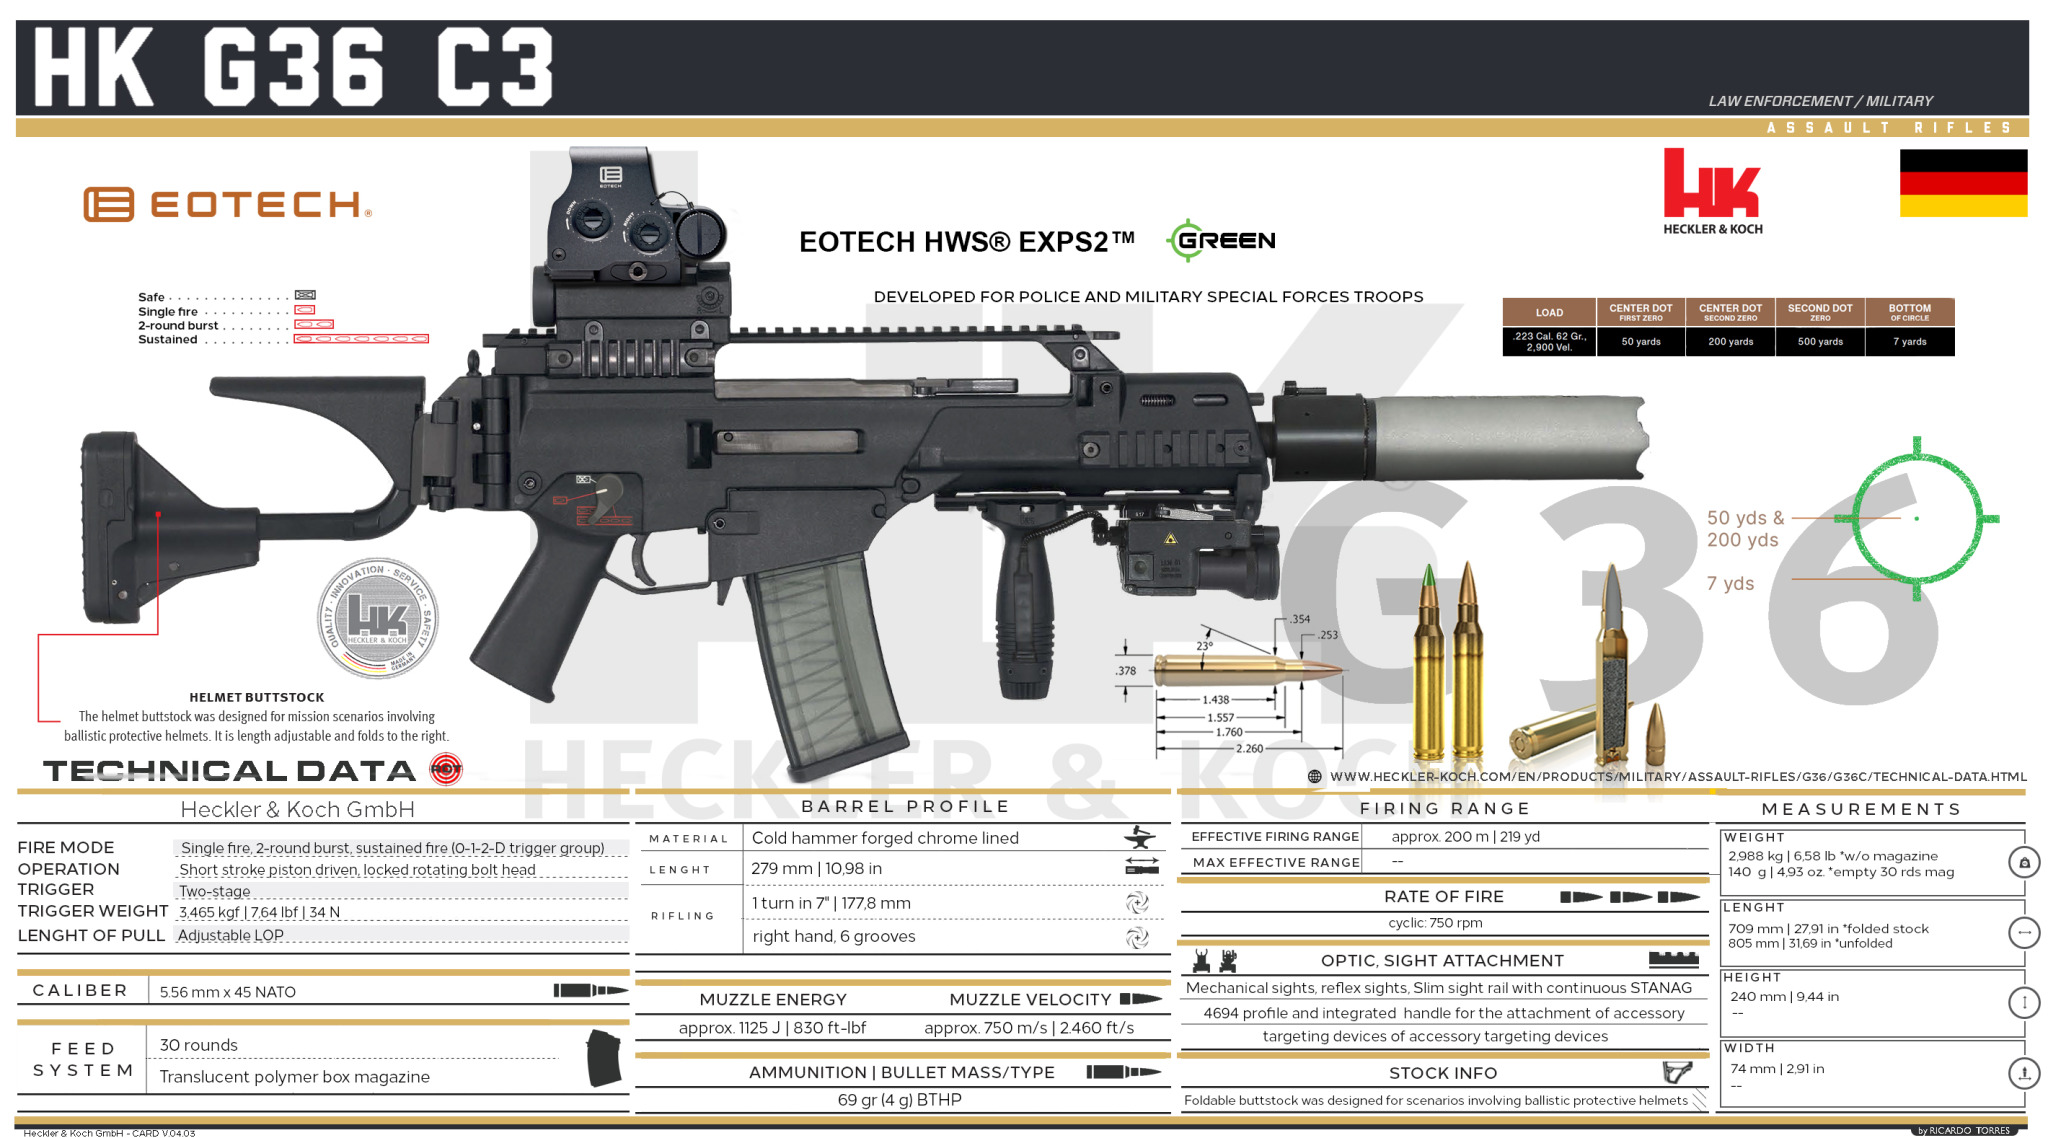 HK G36 C3
LAW ENFORCEMENT / MILITARY
ASSAULT RIFLES
EOTECH®
EOTECH
EOTECH HWS® EXPS2™ GREEN
HK
HECKLER & KOCH
DEVELOPED FOR POLICE AND MILITARY SPECIAL FORCES TROOPS
Safe
Single fire
2-round burst
Sustained
LOAD CENTER DOT FIRST ZERO CENTER DOT SECOND ZERO SECOND DOT ZERO BOTTOM OF CIRCLE
.223 Cal. 62 Gr., 2,900 Vel. 50 yards 200 yards 500 yards 7 yards
50 yds &
200 yds
7 yds
HK
G36
HECKLER & KOCH
QUALITY · INNOVATION · SERVICE · SAFETY
HK
HECKLER & KOCH
MADE IN GERMANY
.354
.253
23°
.378
1.438
1.557
1.760
2.260
HELMET BUTTSTOCK
The helmet buttstock was designed for mission scenarios involving
ballistic protective helmets. It is length adjustable and folds to the right.
TECHNICAL DATA
WWW.HECKLER-KOCH.COM/EN/PRODUCTS/MILITARY/ASSAULT-RIFLES/G36/G36C/TECHNICAL-DATA.HTML
Heckler & Koch GmbH
FIRE MODE Single fire, 2-round burst, sustained fire (0-1-2-D trigger group)
OPERATION Short stroke piston driven, locked rotating bolt head
TRIGGER Two-stage
TRIGGER WEIGHT 3,465 kgf | 7,64 lbf | 34 N
LENGHT OF PULL Adjustable LOP
CALIBER 5.56 mm x 45 NATO
FEED SYSTEM
30 rounds
Translucent polymer box magazine
BARREL PROFILE
MATERIAL Cold hammer forged chrome lined
LENGHT 279 mm | 10,98 in
RIFLING
1 turn in 7" | 177,8 mm
right hand, 6 grooves
MUZZLE ENERGY MUZZLE VELOCITY
approx. 1125 J | 830 ft-lbf approx. 750 m/s | 2.460 ft/s
AMMUNITION | BULLET MASS/TYPE
69 gr (4 g) BTHP
FIRING RANGE
EFFECTIVE FIRING RANGE approx. 200 m | 219 yd
MAX EFFECTIVE RANGE --
RATE OF FIRE
cyclic: 750 rpm
OPTIC, SIGHT ATTACHMENT
Mechanical sights, reflex sights, Slim sight rail with continuous STANAG
4694 profile and integrated handle for the attachment of accessory
targeting devices of accessory targeting devices
STOCK INFO
Foldable buttstock was designed for scenarios involving ballistic protective helmets
MEASUREMENTS
WEIGHT
2,988 kg | 6,58 lb *w/o magazine
140 g | 4,93 oz. *empty 30 rds mag
LENGHT
709 mm | 27,91 in *folded stock
805 mm | 31,69 in *unfolded
HEIGHT
240 mm | 9,44 in
--
WIDTH
74 mm | 2,91 in
--
Heckler & Koch GmbH - CARD V.04.03
by RICARDO TORRES